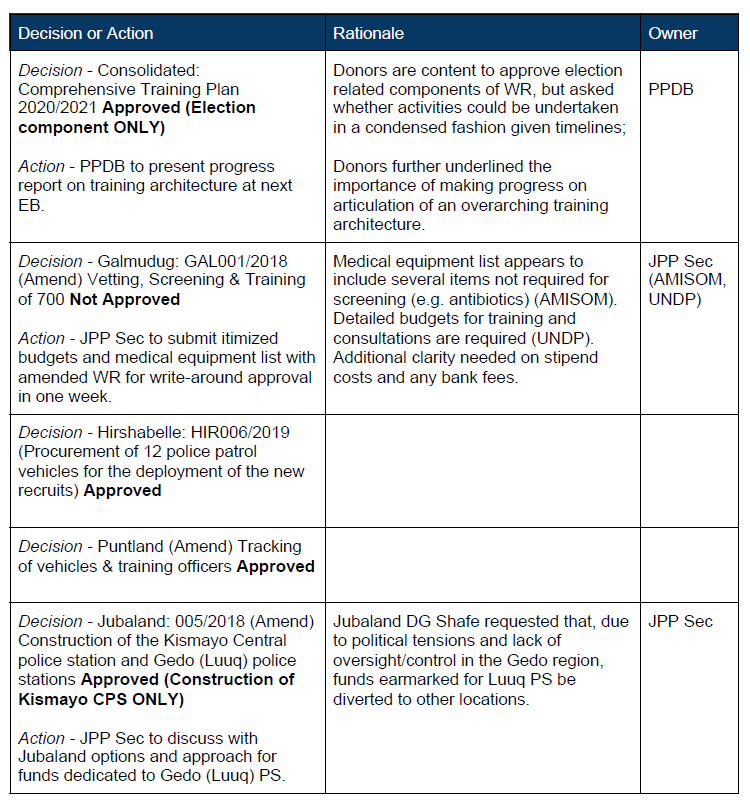 Decision or Action
Rationale
Owner
Decision - Consolidated:
Comprehensive Training Plan
2020/2021 Approved (Election
component ONLY)
Action - PPDB to present progress
report on training architecture at next
EB.
Donors are content to approve election
related components of WR, but asked
whether activities could be undertaken
in a condensed fashion given timelines;
Donors further underlined the
importance of making progress on
articulation of an overarching training
architecture.
PPDB
Decision - Galmudug: GAL001/2018
(Amend) Vetting, Screening & Training
of 700 Not Approved
Action - JPP Sec to submit itimized
budgets and medical equipment list with
amended WR for write-around approval
in one week.
Medical equipment list appears to
include several items not required for
screening (e.g. antibiotics) (AMISOM).
Detailed budgets for training and
consultations are required (UNDP).
Additional clarity needed on stipend
costs and any bank fees.
JPP Sec
(AMISOM,
UNDP)
Decision - Hirshabelle: HIR006/2019
(Procurement of 12 police patrol
vehicles for the deployment of the new
recruits) Approved
Decision - Puntland (Amend) Tracking
of vehicles & training officers Approved
Decision - Jubaland: 005/2018 (Amend)
Construction of the Kismayo Central
police station and Gedo (Luuq) police
stations Approved (Construction of
Kismayo CPS ONLY)
Action - JPP Sec to discuss with
Jubaland options and approach for
funds dedicated to Gedo (Luuq) PS.
Jubaland DG Shafe requested that, due
to political tensions and lack of
oversight/control in the Gedo region,
funds earmarked for Luuq PS be
diverted to other locations.
JPP Sec